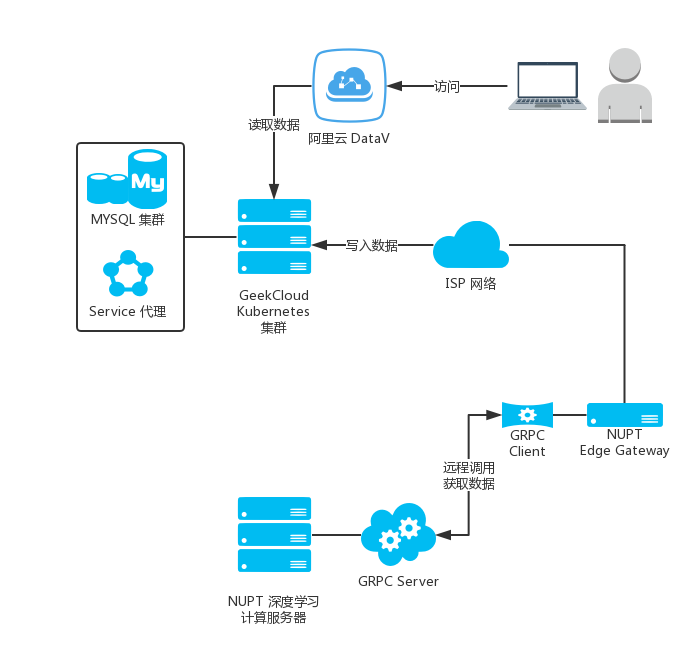 访问
阿里云 DataV
读取数据
My
MYSQL 集群
Service 代理
GeekCloud
Kubernetes
集群
写入数据
ISP 网络
GRPC
Client
NUPT
Edge Gateway
远程调用
获取数据
GRPC Server
NUPT 深度学习
计算服务器